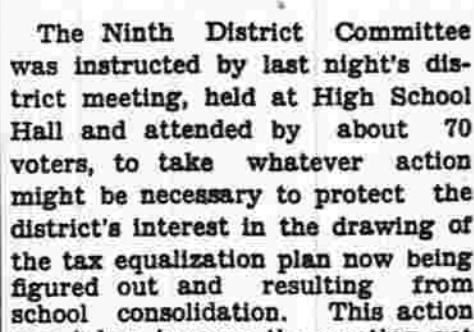 The Ninth District Committee
was instructed by last night's dis-
trict meeting, held at High School
Hall and attended by about 70
voters, to take whatever action
might be necessary to protect the
district's interest in the drawing of
the tax equalization plan now being
figured out and resulting from
school consolidation. This action